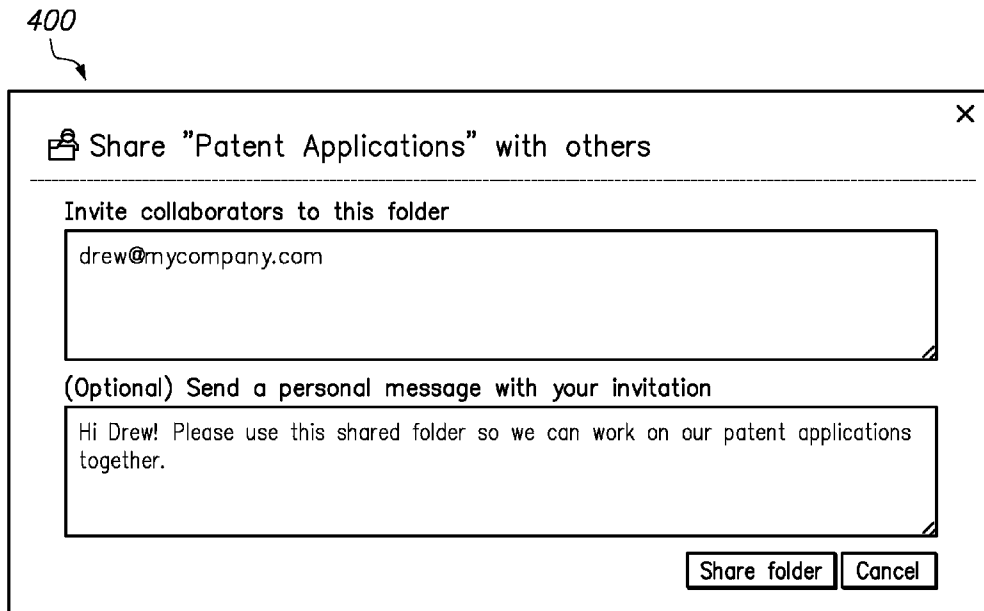 400
×
Share "Patent Applications" with others
Invite collaborators to this folder
drew@mycompany.com
(Optional) Send a personal message with your invitation
Hi Drew! Please use this shared folder so we can work on our patent applications
together.
Share folder Cancel